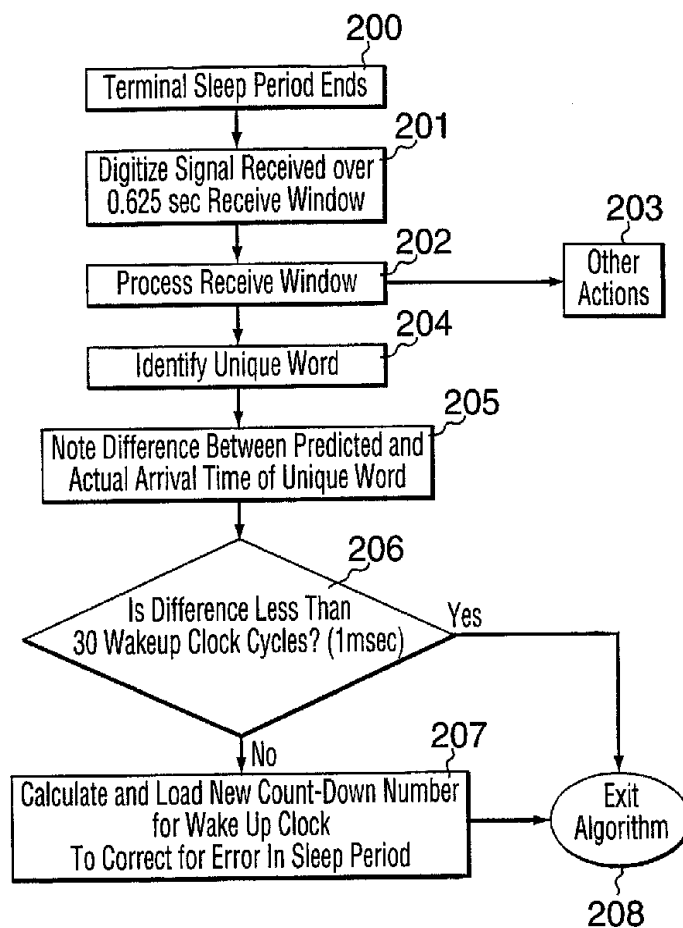 200
Terminal Sleep Period Ends
201
Digitize Signal Received over
0.625 sec Receive Window
202
Process Receive Window
203
Other
Actions
204
Identify Unique Word
205
Note Difference Between Predicted and
Actual Arrival Time of Unique Word
206
Is Difference Less Than
30 Wakeup Clock Cycles? (1msec)
Yes
No
207
Calculate and Load New Count-Down Number
for Wake Up Clock
To Correct for Error In Sleep Period
Exit
Algorithm
208